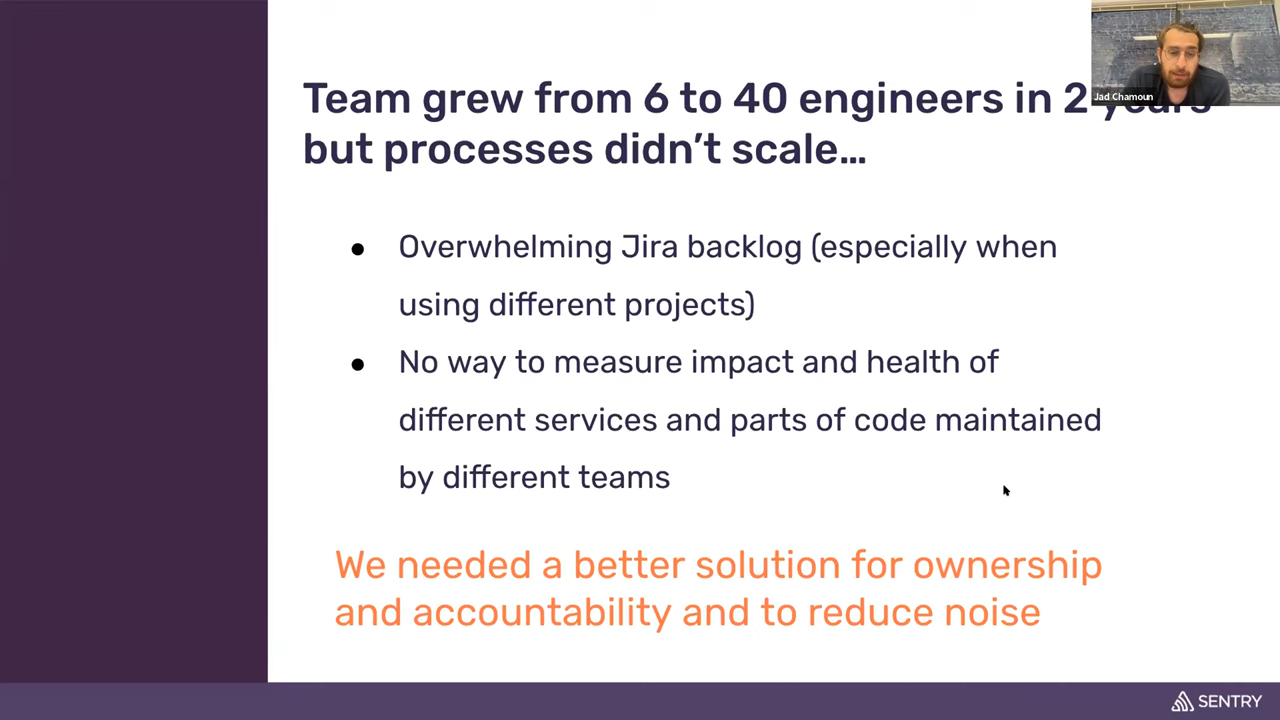 Team grew from 6 to 40 engineers in 2 years
but processes didn't scale...
Jad Chamoun
● Overwhelming Jira backlog (especially when
using different projects)
● No way to measure impact and health of
different services and parts of code maintained
by different teams
We needed a better solution for ownership
and accountability and to reduce noise
SENTRY